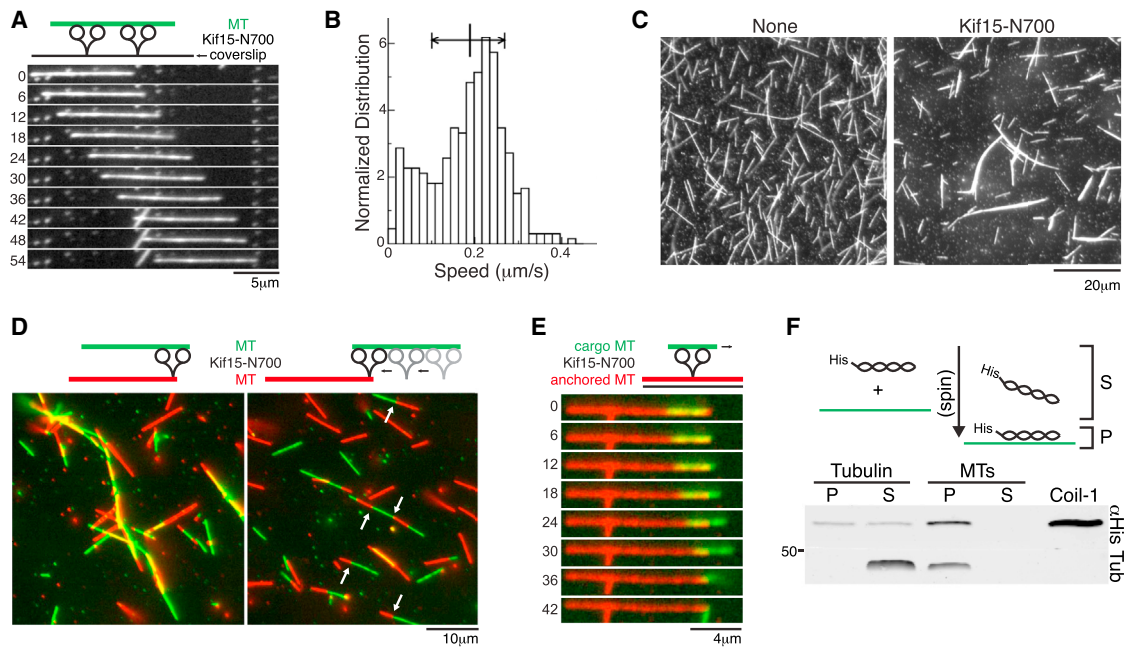 A
MT
Kif15-N700
←coverslip
0
6
12
18
24
30
36
42
48
54
5μm
B
Normalized Distribution
6
4
2
0
0 0.2 0.4
Speed (μm/s)
C
None Kif15-N700
20μm
D
MT
Kif15-N700
MT
10μm
E
cargo MT
Kif15-N700
anchored MT
0
6
12
18
24
30
36
42
4μm
F
His
+
(spin)
His
S
His
P
Tubulin MTs
P S P S Coil-1
αHis
50
Tub